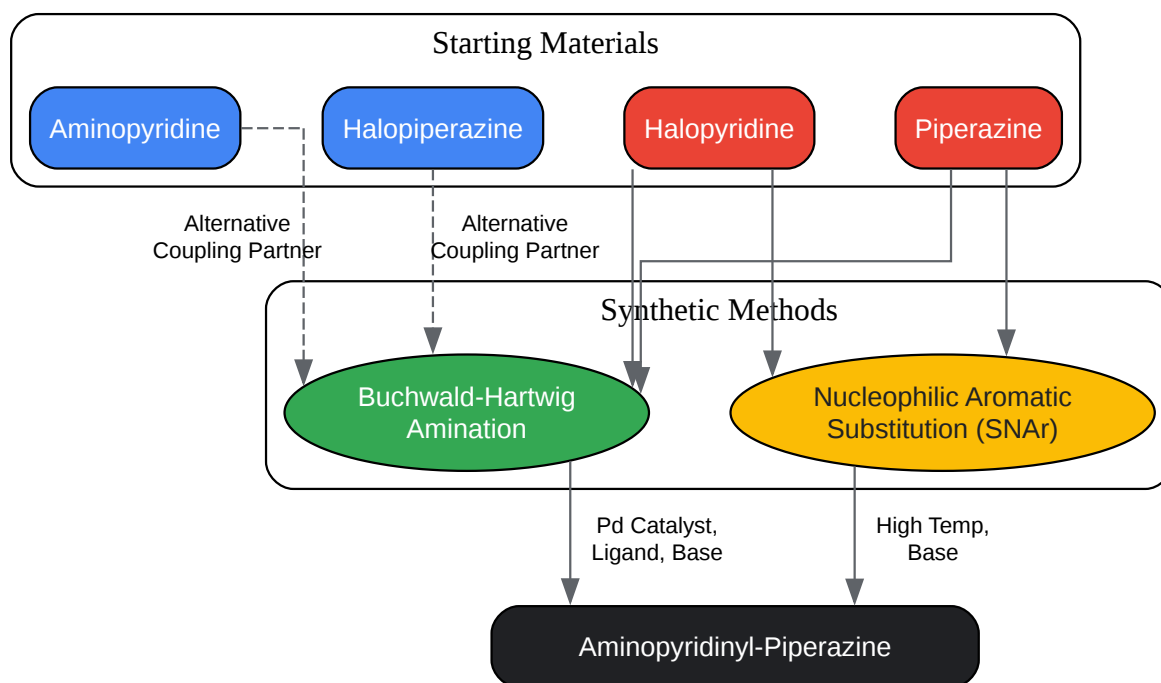 Starting Materials
Aminopyridine
Halopiperazine
Halopyridine
Piperazine
Alternative
Coupling Partner
Alternative
Coupling Partner
Synthetic Methods
Buchwald-Hartwig
Amination
Nucleophilic Aromatic
Substitution (SNAr)
Pd Catalyst,
Ligand, Base
High Temp,
Base
Aminopyridinyl-Piperazine